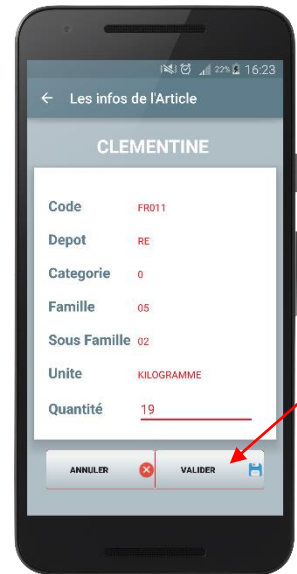 22% 16:23
← Les infos de l'Article
CLEMENTINE
Code FR011
Depot RE
Categorie 0
Famille 05
Sous Famille 02
Unite KILOGRAMME
Quantité 19
ANNULER VALIDER